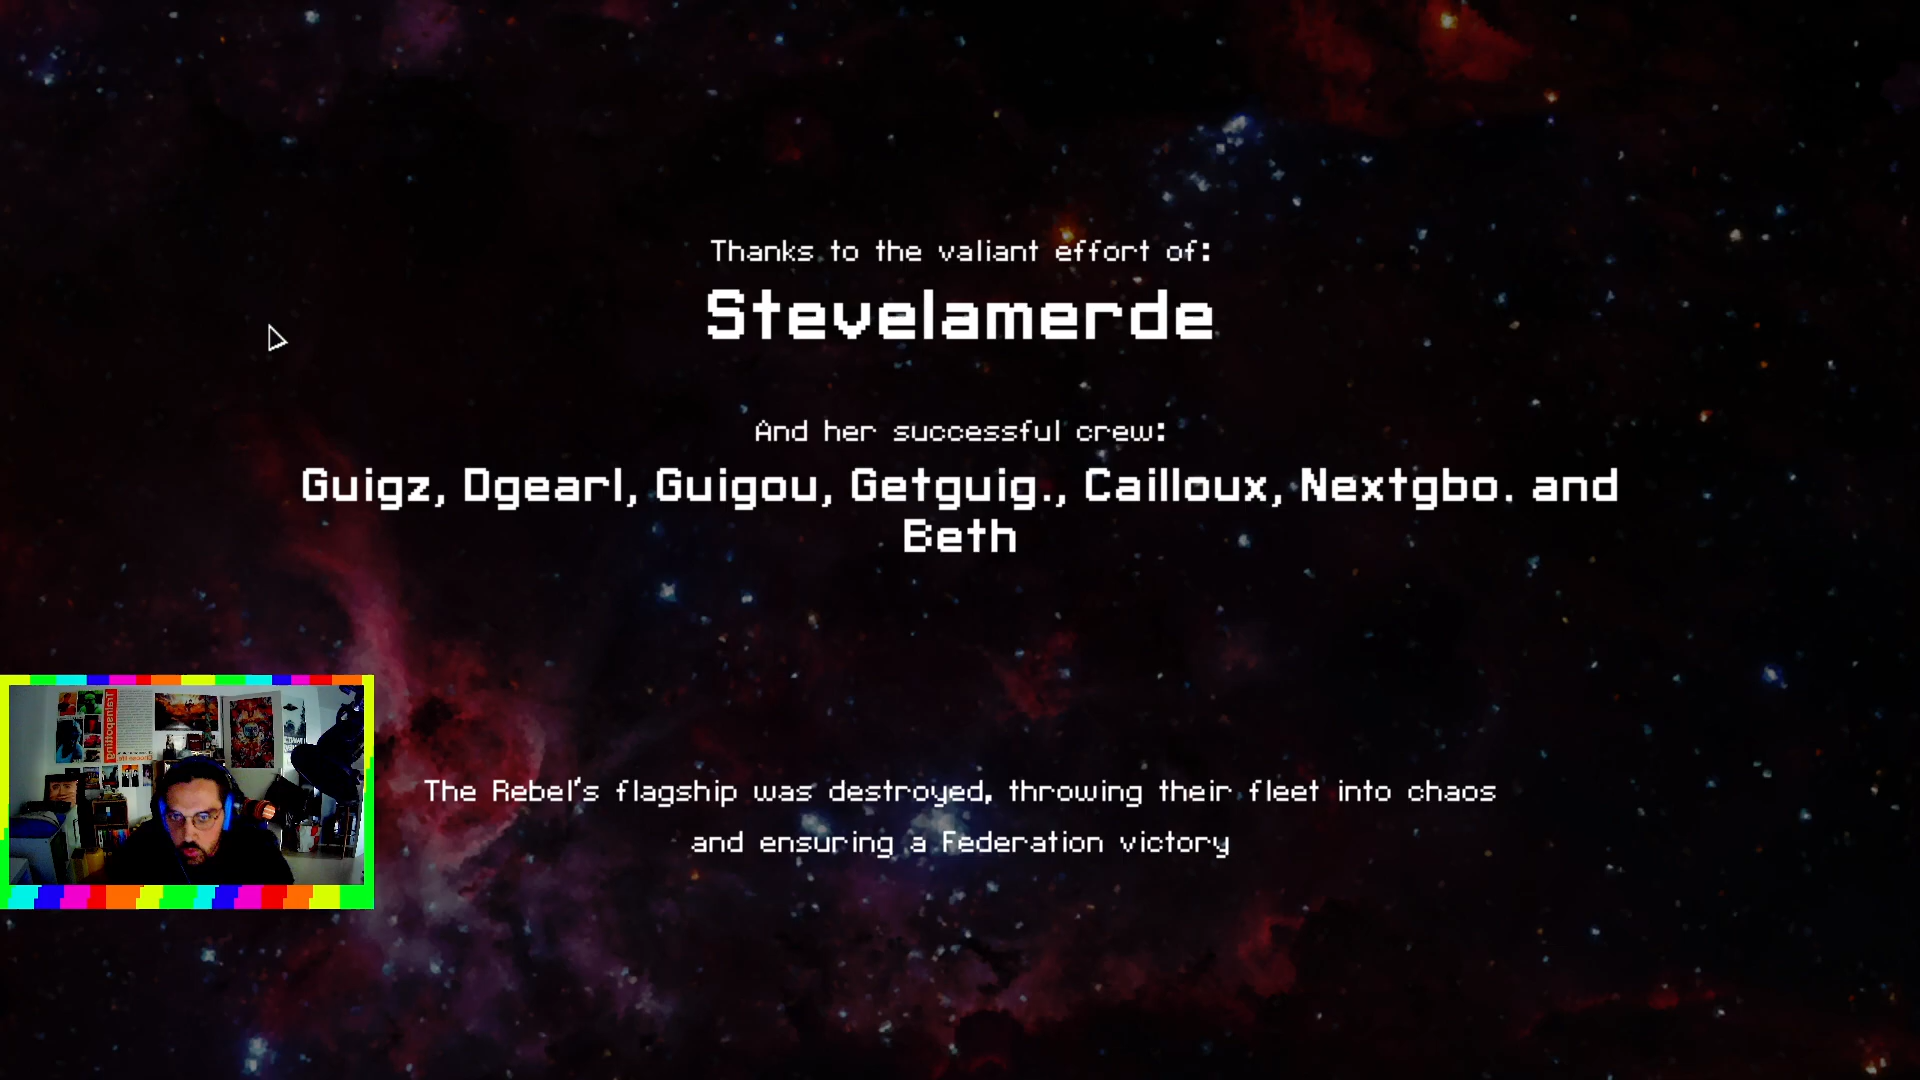 Thanks to the valiant effort of:
Stevelamerde
And her successful crew:
Guigz, Dgearl, Guigou, Getguig., Cailloux, Nextgbo. and
Beth
Trainspotting
The Rebel's flagship was destroyed, throwing their fleet into chaos
and ensuring a Federation victory